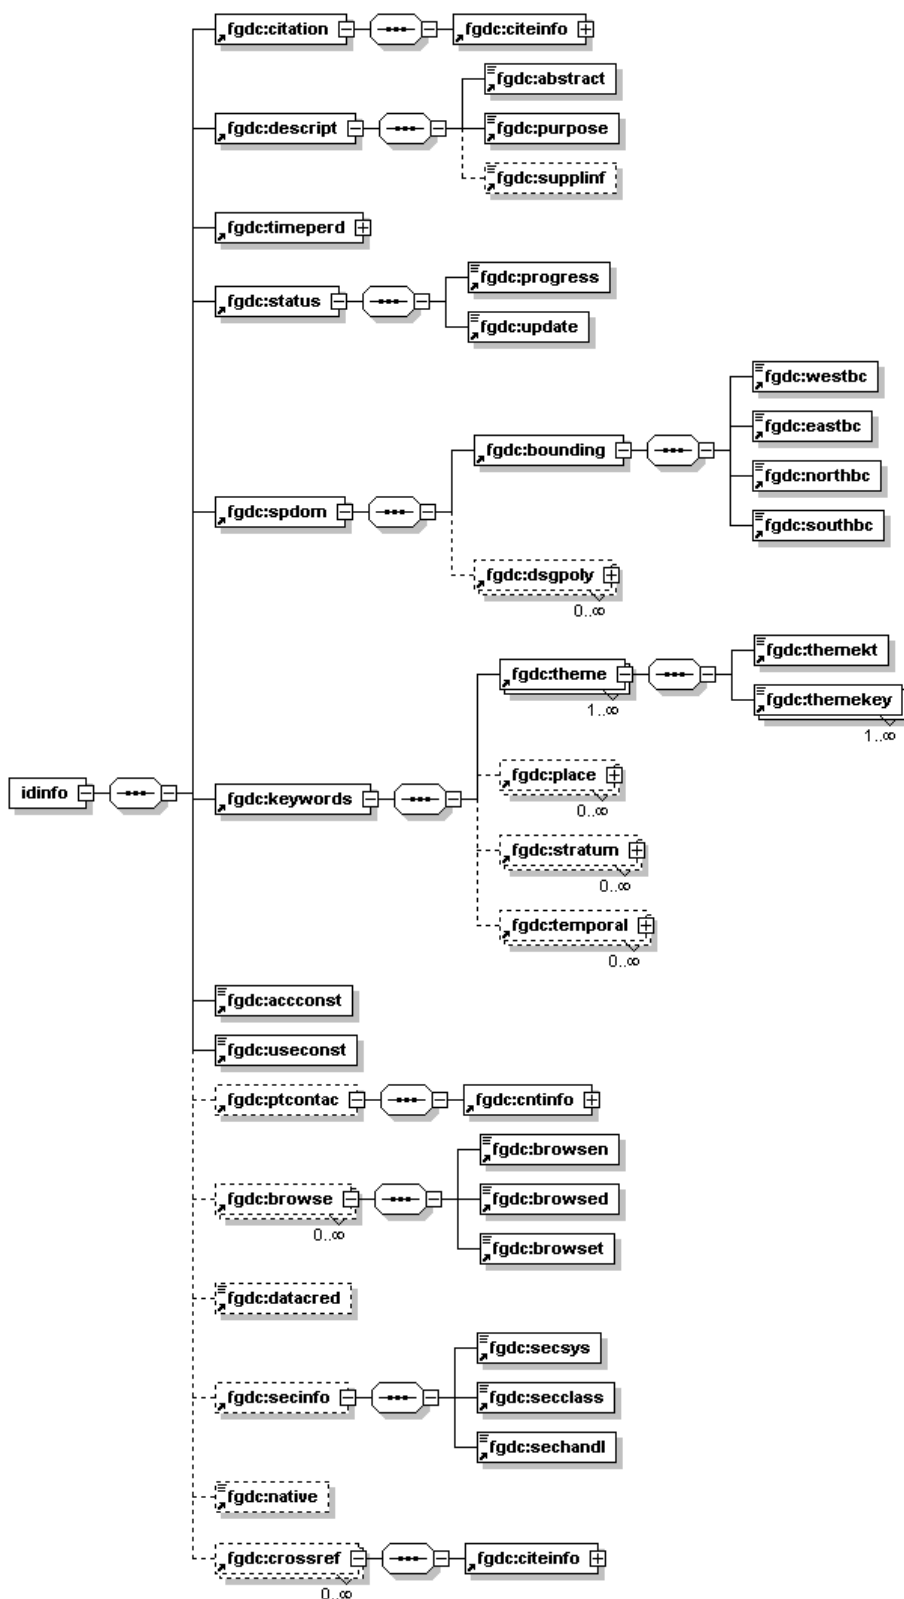 fgdc:citation
fgdc:citeinfo
fgdc:abstract
fgdc:descript
fgdc:purpose
fgdc:supplinf
fgdc:timeperd
fgdc:progress
fgdc:status
fgdc:update
fgdc:westbc
fgdc:eastbc
fgdc:bounding
fgdc:northbc
fgdc:spdom
fgdc:southbc
fgdc:dsgpoly
0..∞
fgdc:themekt
fgdc:theme
1..∞
fgdc:themekey
1..∞
fgdc:place
0..∞
idinfo
fgdc:keywords
fgdc:stratum
0..∞
fgdc:temporal
0..∞
fgdc:accconst
fgdc:useconst
fgdc:ptcontac
fgdc:cntinfo
fgdc:browsen
fgdc:browse
0..∞
fgdc:browsed
fgdc:browset
fgdc:datacred
fgdc:secsys
fgdc:secinfo
fgdc:secclass
fgdc:sechandl
fgdc:native
fgdc:crossref
0..∞
fgdc:citeinfo